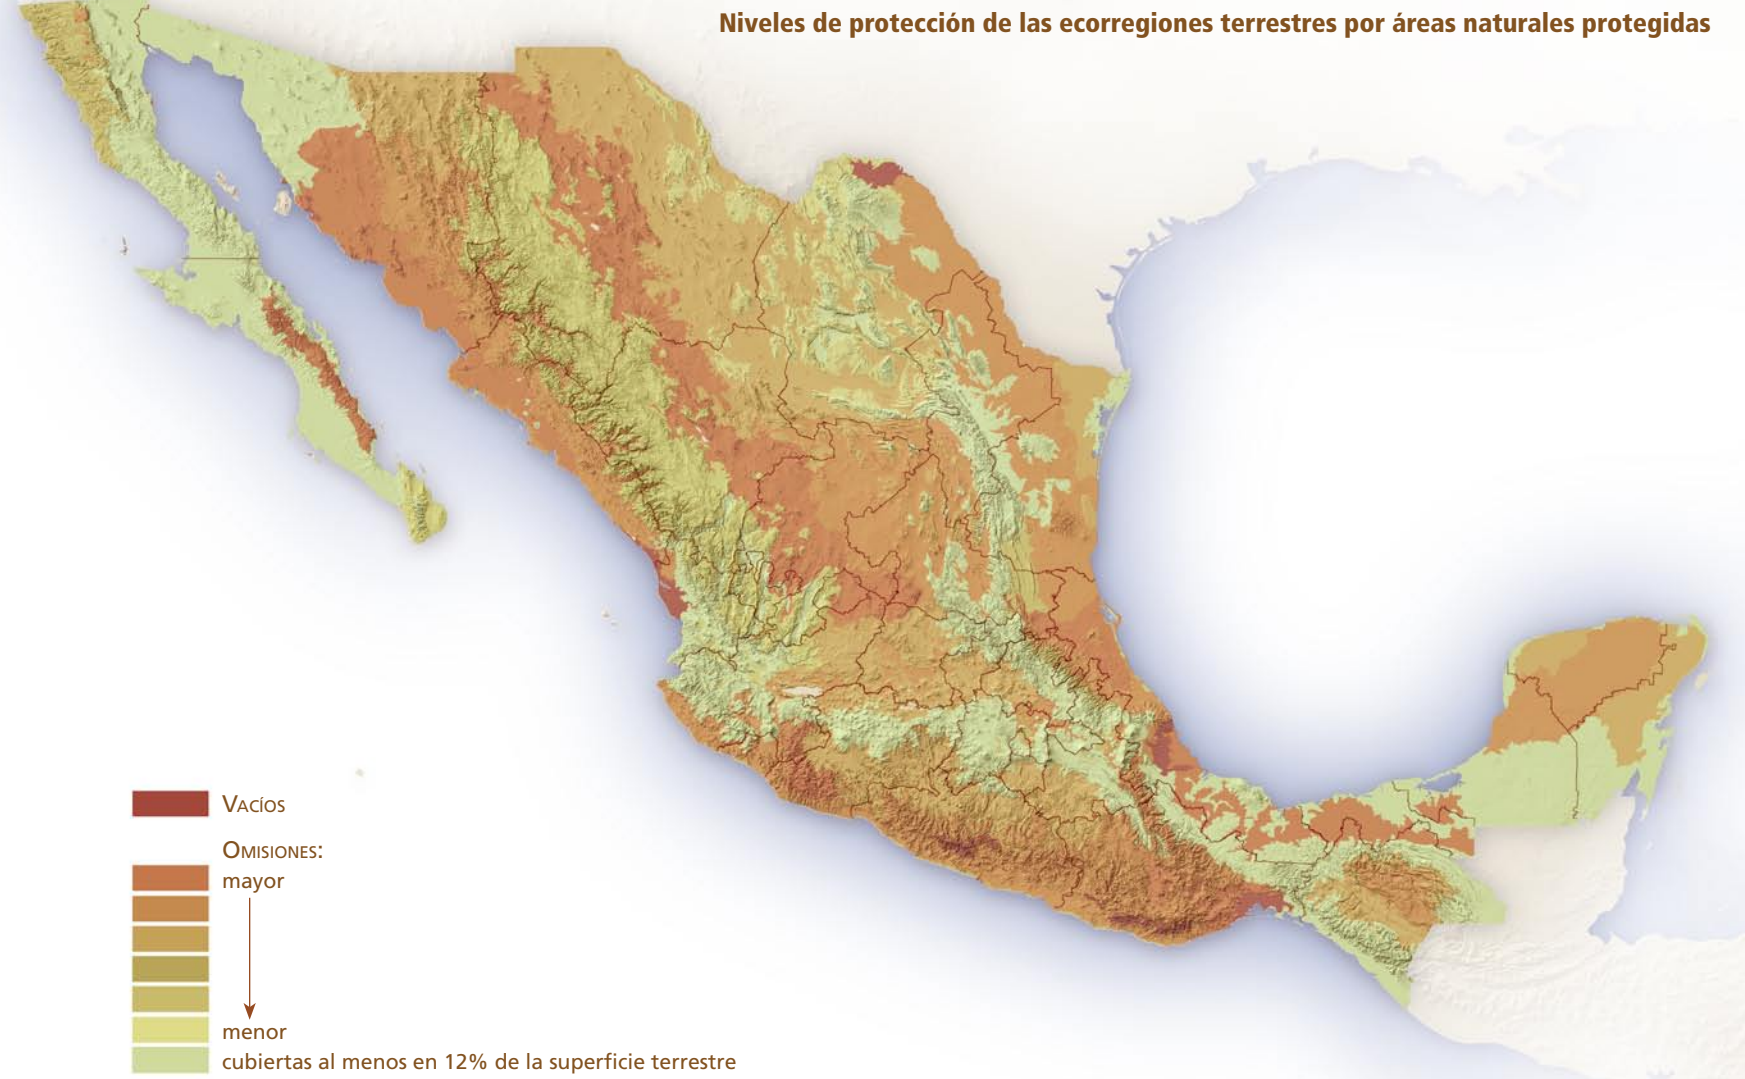 Niveles de protección de las ecorregiones terrestres por áreas naturales protegidas
Vacíos
Omisiones:
mayor
menor
cubiertas al menos en 12% de la superficie terrestre